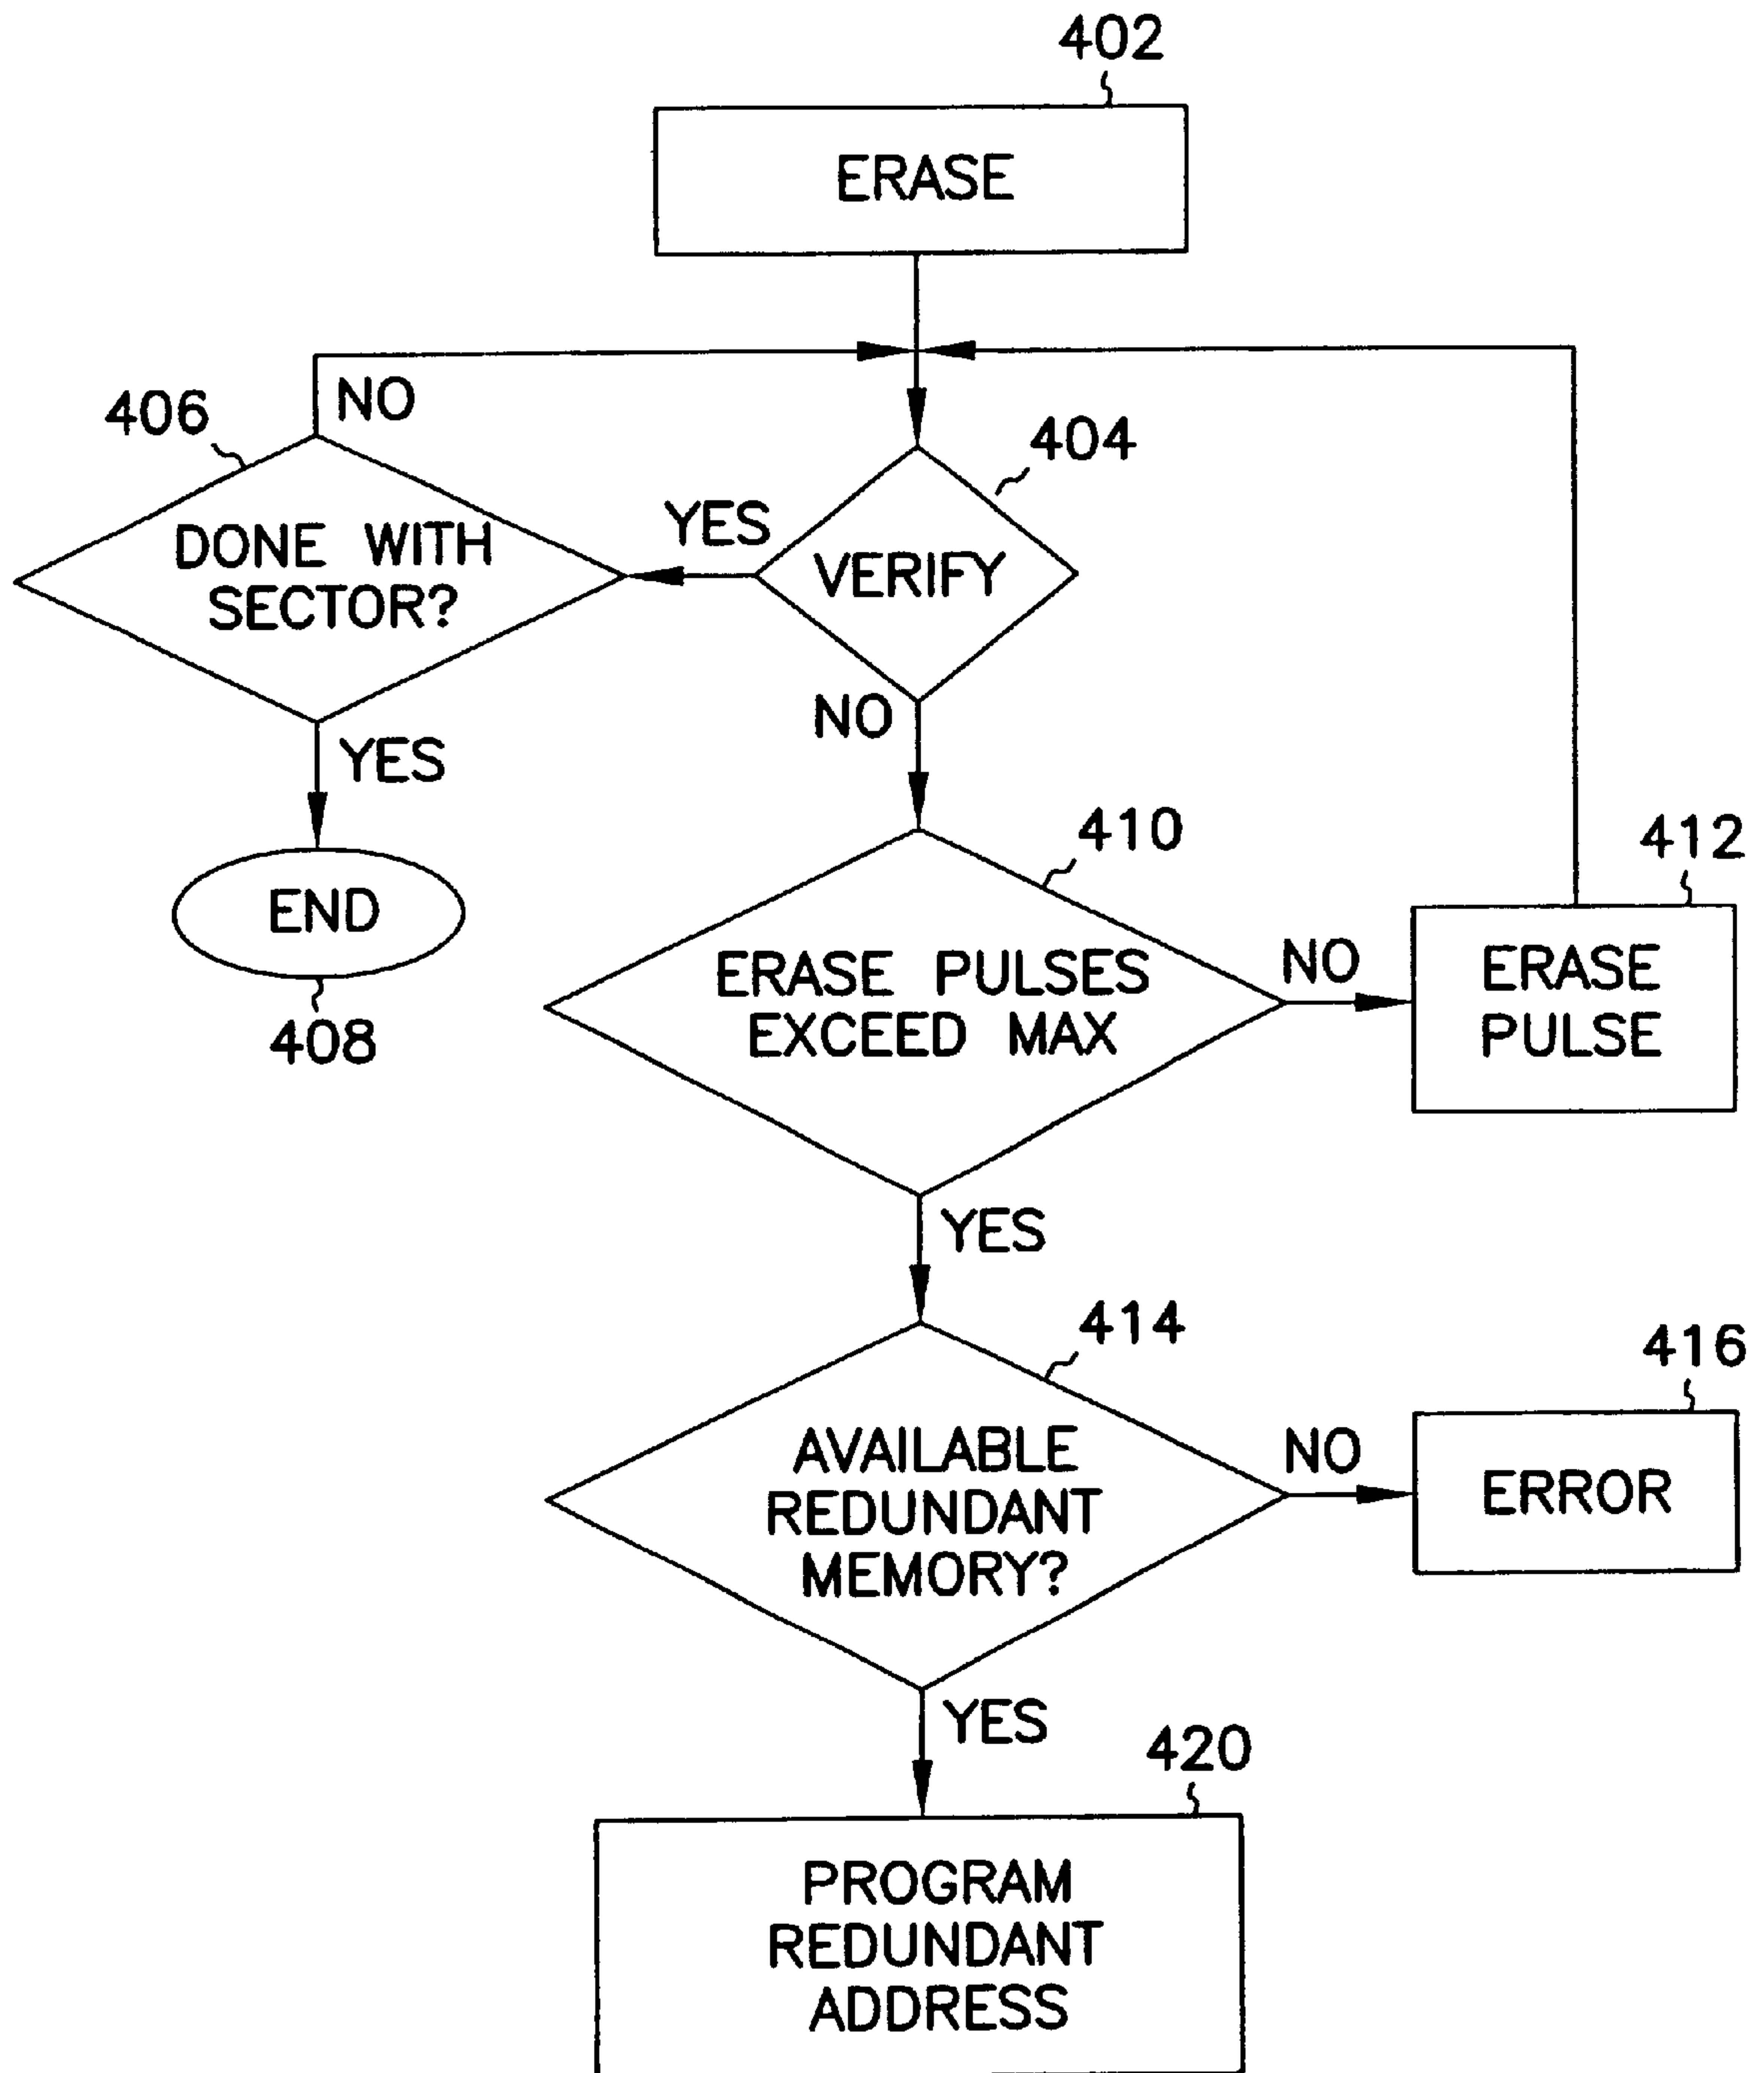 402
ERASE
NO
406
404
DONE WITH
SECTOR?
YES
VERIFY
NO
YES
410
412
END
408
ERASE PULSES
EXCEED MAX
NO
ERASE
PULSE
YES
414
416
AVAILABLE
REDUNDANT
MEMORY?
NO
ERROR
YES
420
PROGRAM
REDUNDANT
ADDRESS